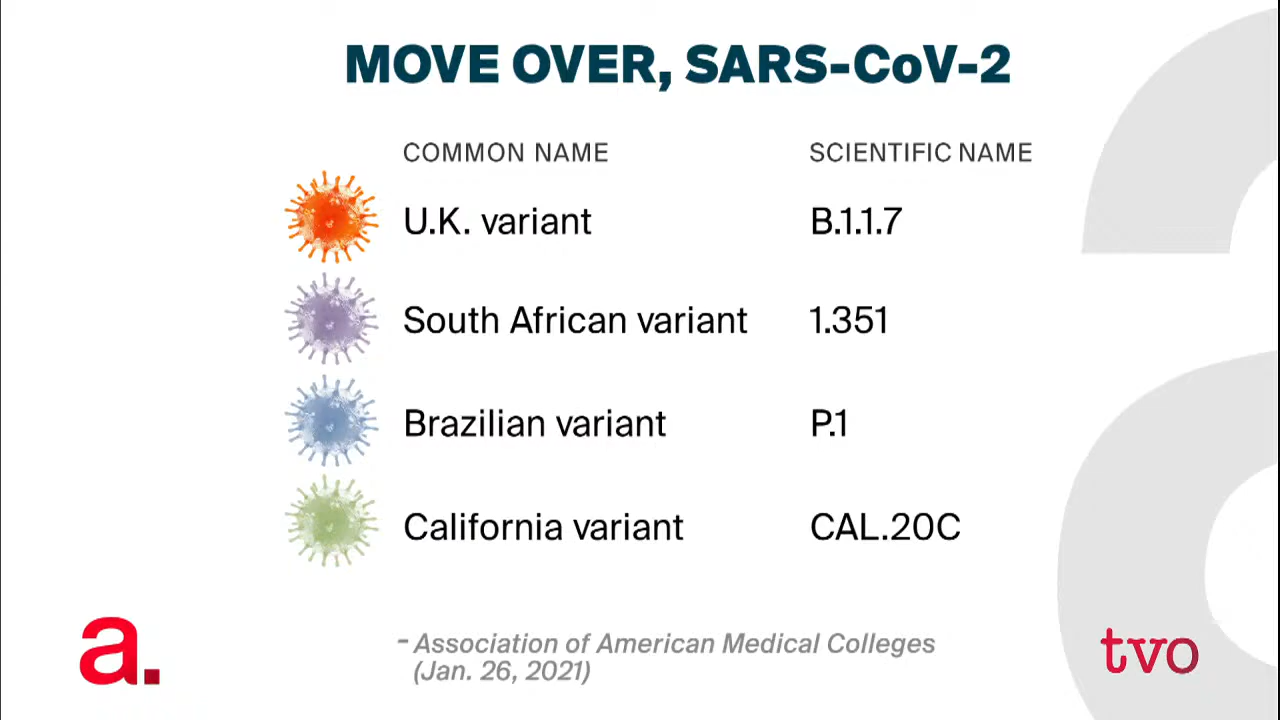 MOVE OVER, SARS-CoV-2
COMMON NAME SCIENTIFIC NAME
U.K. variant B.1.1.7
South African variant 1.351
Brazilian variant P.1
California variant CAL.20C
a.
- Association of American Medical Colleges
(Jan. 26, 2021)
tvo